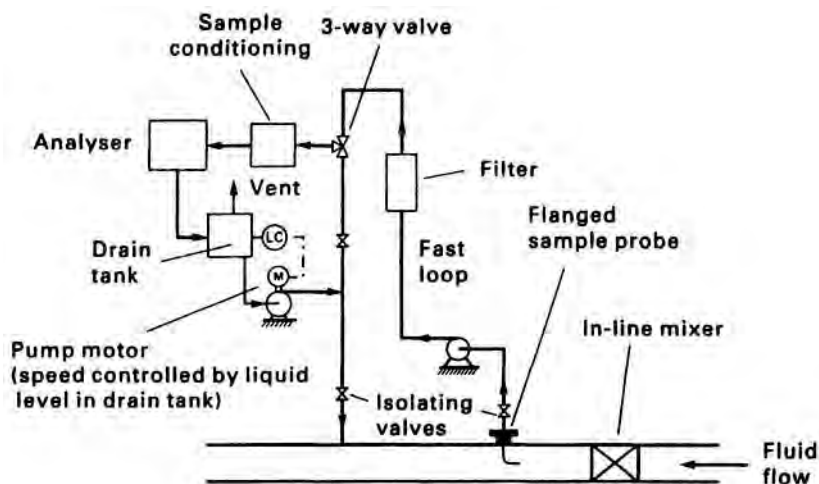 Sample
conditioning
3-way valve
Analyser
Vent
Filter
Drain
tank
LC
M
Fast
loop
Flanged
sample probe
In-line mixer
Pump motor
(speed controlled by liquid
level in drain tank)
Isolating
valves
Fluid
flow